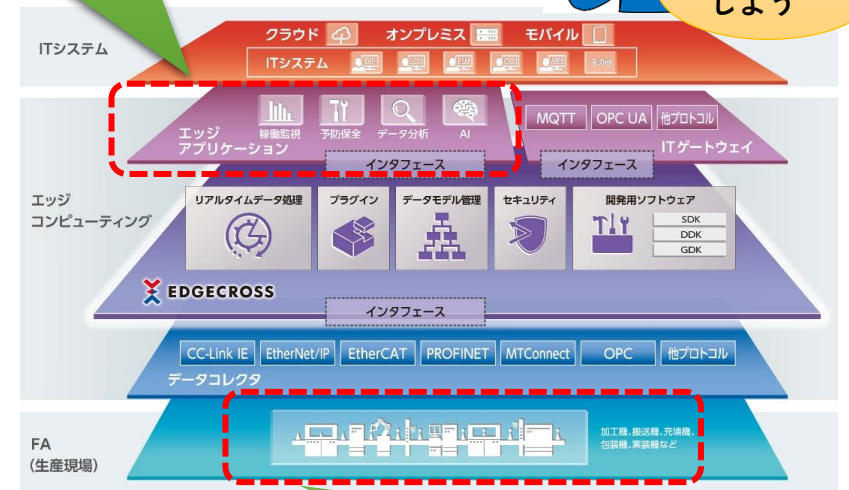 しよう
ITシステム
クラウド
オンプレミス
モバイル
ITシステム
ERP
SCM
その他
稼働監視
予防保全
データ分析
AI
エッジ
アプリケーション
MQTT
OPC UA
他プロトコル
ITゲートウェイ
インタフェース
インタフェース
エッジ
コンピューティング
リアルタイムデータ処理
プラグイン
データモデル管理
セキュリティ
開発用ソフトウェア
SDK
DDK
GDK
EDGECROSS
インタフェース
CC-Link IE
EtherNet/IP
EtherCAT
PROFINET
MTConnect
OPC
他プロトコル
データコレクタ
FA
(生産現場)
加工機、搬送機、充填機、
包装機、実装機など